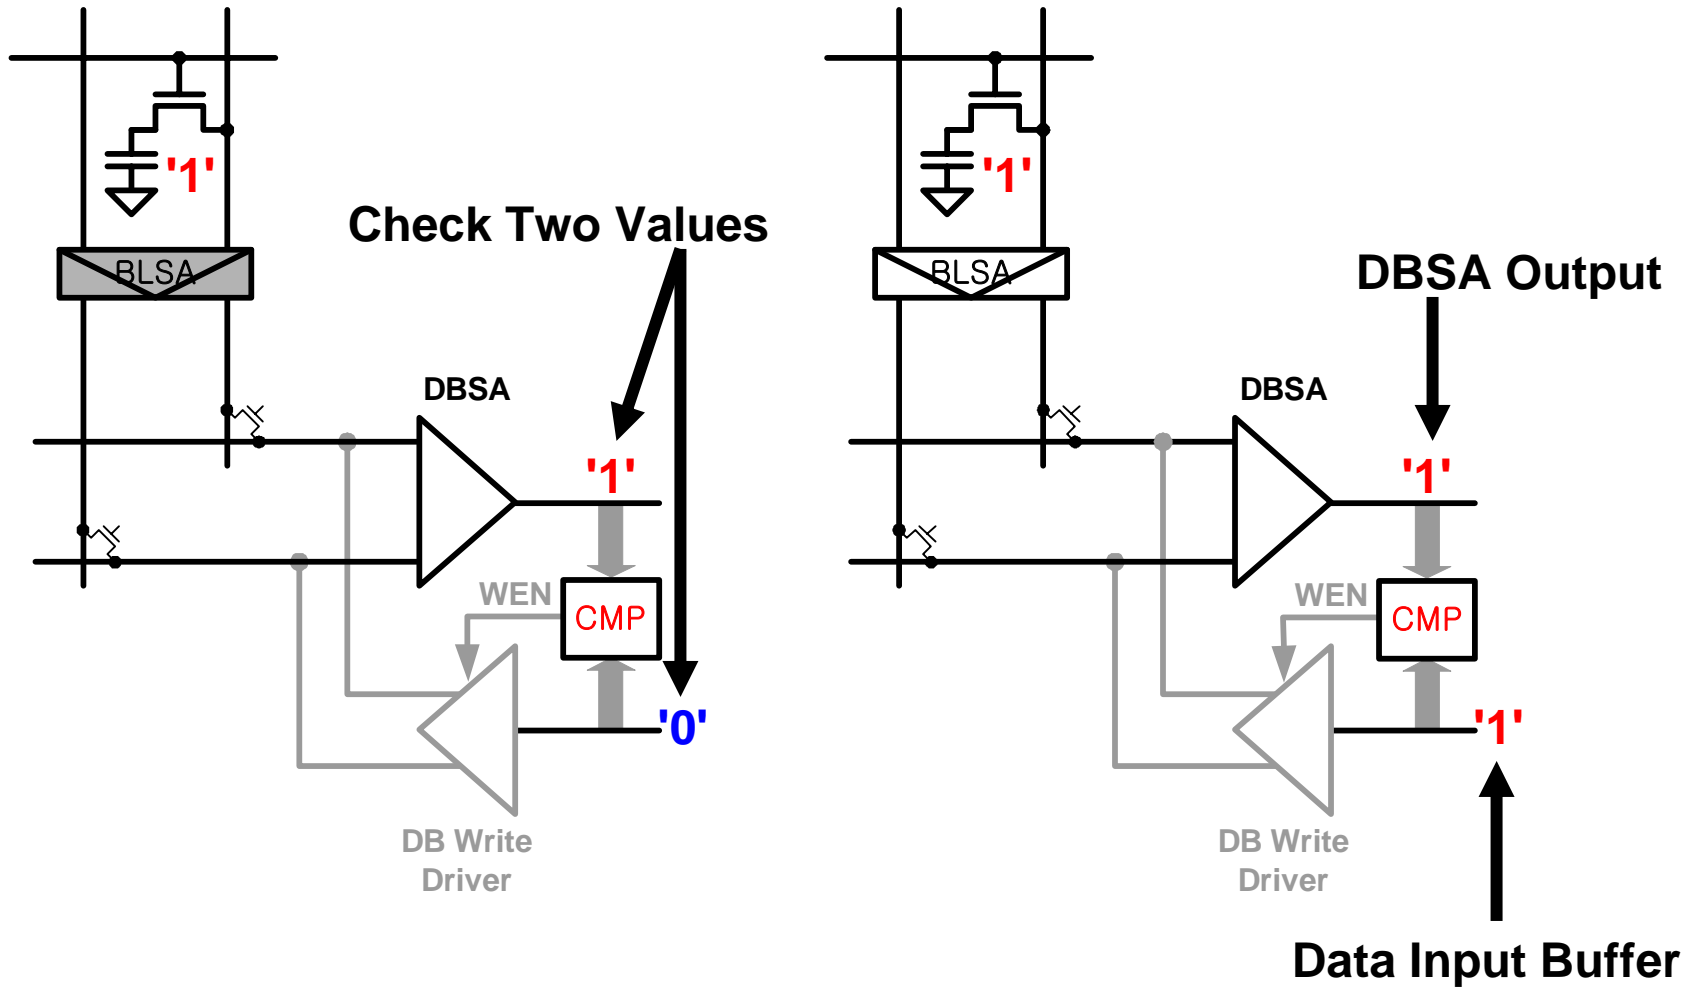 '1'
'1'
Check Two Values
BLSA
BLSA
DBSA Output
DBSA
DBSA
'1'
'1'
WEN
CMP
WEN
CMP
'0'
'1'
DB Write
Driver
DB Write
Driver
Data Input Buffer